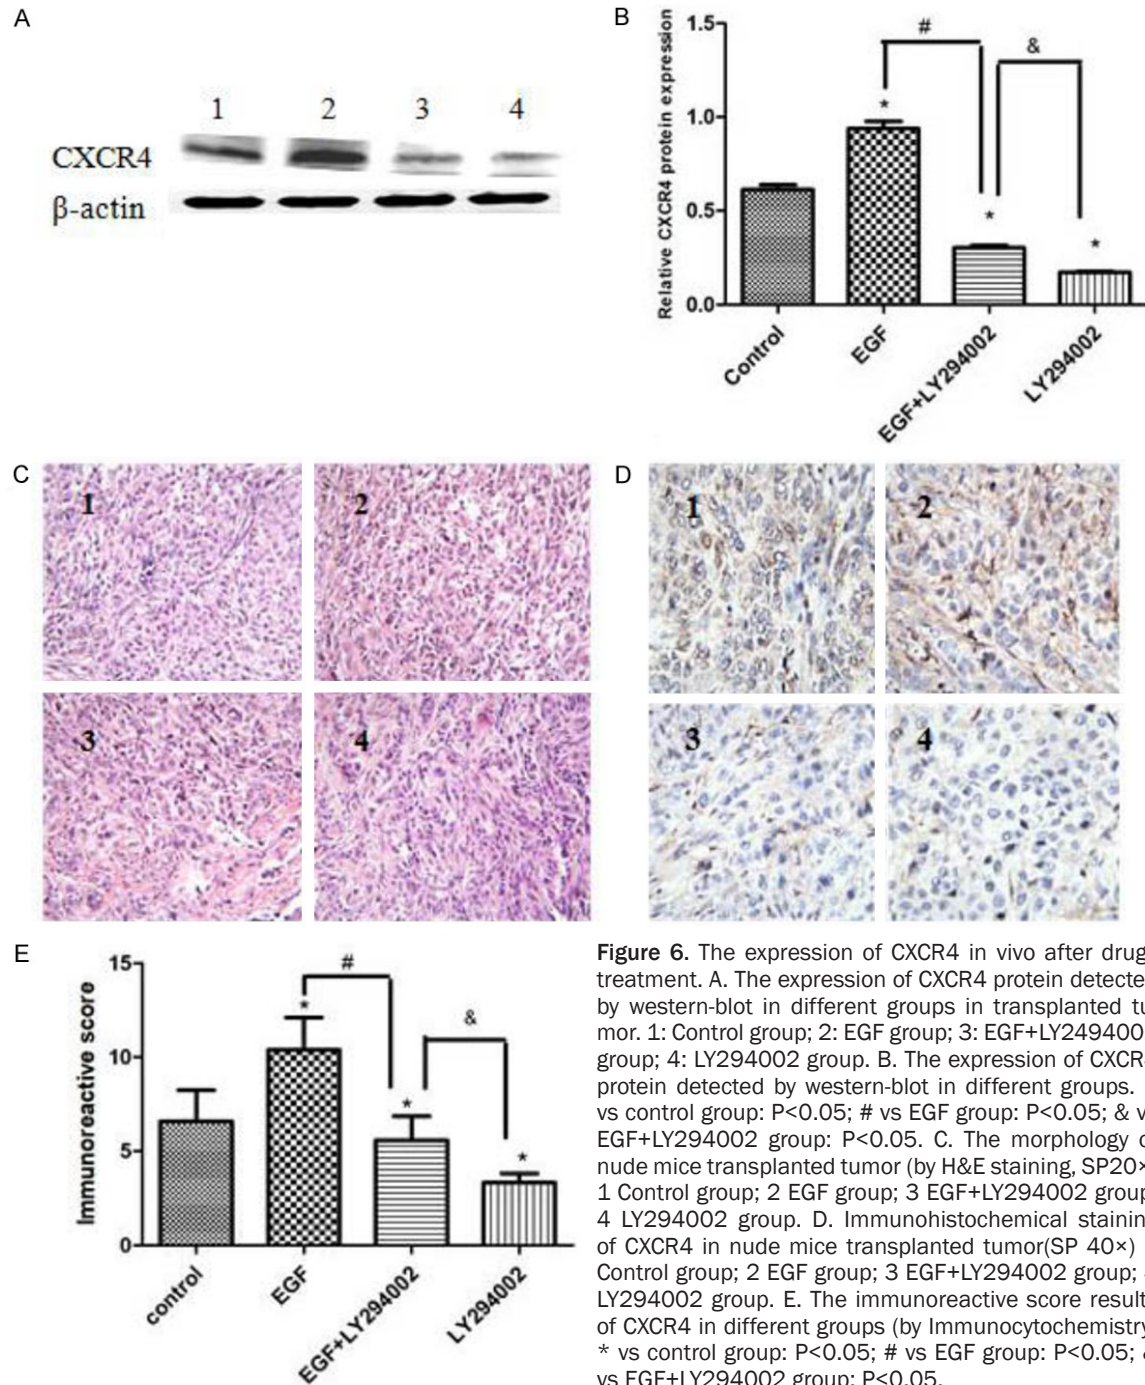 A
1 2 3 4
CXCR4
β-actin
B
Relative CXCR4 protein expression
1.5
1.0
0.5
0.0
#
&
*
*
*
Control
EGF
EGF+LY294002
LY294002
C
1
2
3
4
D
1
2
3
4
E
Immunoreactive score
15
10
5
0
#
&
*
*
*
control
EGF
EGF+LY294002
LY294002
Figure 6. The expression of CXCR4 in vivo after drug
treatment. A. The expression of CXCR4 protein detecte
by western-blot in different groups in transplanted tu
mor. 1: Control group; 2: EGF group; 3: EGF+LY249400
group; 4: LY294002 group. B. The expression of CXCR
protein detected by western-blot in different groups.
vs control group: P<0.05; # vs EGF group: P<0.05; & v
EGF+LY294002 group: P<0.05. C. The morphology o
nude mice transplanted tumor (by H&E staining, SP20×
1 Control group; 2 EGF group; 3 EGF+LY294002 group
4 LY294002 group. D. Immunohistochemical stainin
of CXCR4 in nude mice transplanted tumor(SP 40×)
Control group; 2 EGF group; 3 EGF+LY294002 group;
LY294002 group. E. The immunoreactive score result
of CXCR4 in different groups (by Immunocytochemistry
* vs control group: P<0.05; # vs EGF group: P<0.05;
vs EGF+LY294002 group: P<0.05.